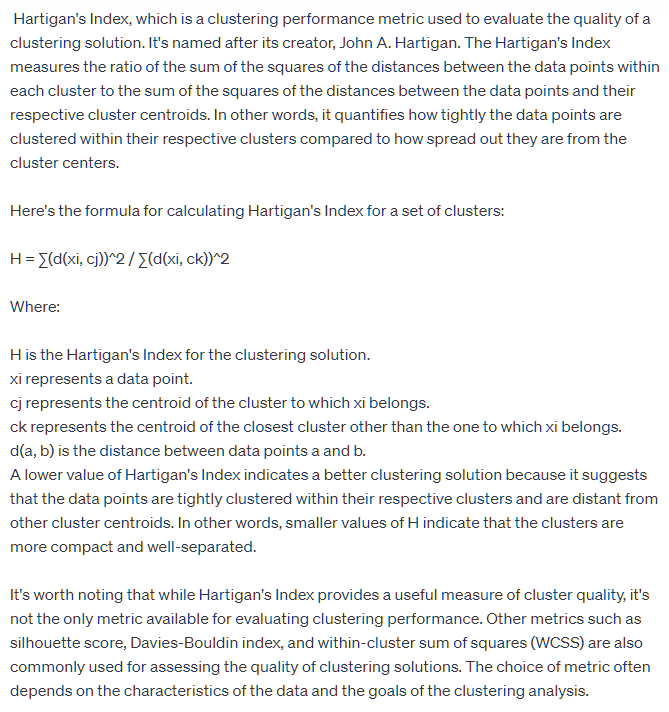 Hartigan's Index, which is a clustering performance metric used to evaluate the quality of a
clustering solution. It's named after its creator, John A. Hartigan. The Hartigan's Index
measures the ratio of the sum of the squares of the distances between the data points within
each cluster to the sum of the squares of the distances between the data points and their
respective cluster centroids. In other words, it quantifies how tightly the data points are
clustered within their respective clusters compared to how spread out they are from the
cluster centers.
Here's the formula for calculating Hartigan's Index for a set of clusters:
H = ∑(d(xi, cj))^2 / ∑(d(xi, ck))^2
Where:
H is the Hartigan's Index for the clustering solution.
xi represents a data point.
cj represents the centroid of the cluster to which xi belongs.
ck represents the centroid of the closest cluster other than the one to which xi belongs.
d(a, b) is the distance between data points a and b.
A lower value of Hartigan's Index indicates a better clustering solution because it suggests
that the data points are tightly clustered within their respective clusters and are distant from
other cluster centroids. In other words, smaller values of H indicate that the clusters are
more compact and well-separated.
It's worth noting that while Hartigan's Index provides a useful measure of cluster quality, it's
not the only metric available for evaluating clustering performance. Other metrics such as
silhouette score, Davies-Bouldin index, and within-cluster sum of squares (WCSS) are also
commonly used for assessing the quality of clustering solutions. The choice of metric often
depends on the characteristics of the data and the goals of the clustering analysis.